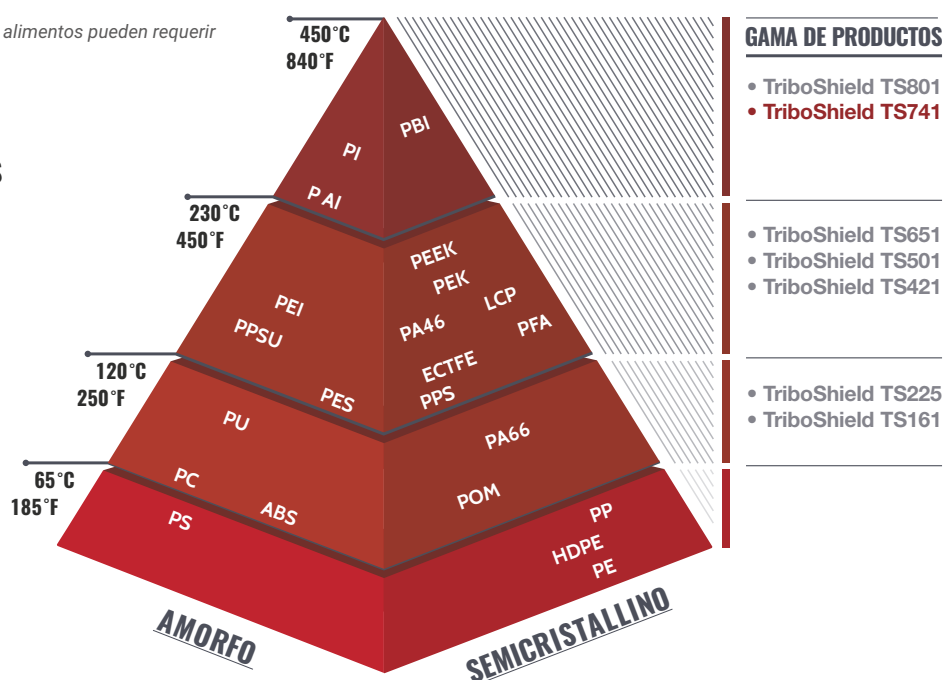 alimentos pueden requerir
S
450°C
840°F
GAMA DE PRODUCTOS
• TriboShield TS801
• TriboShield TS741
PBI
PI
P AI
230°C
450°F
• TriboShield TS651
• TriboShield TS501
• TriboShield TS421
PEEK
PEK
LCP
PEI
PA46
PFA
PPSU
ECTFE
PPS
PES
120°C
250°F
• TriboShield TS225
• TriboShield TS161
PU
PA66
PC
POM
ABS
65°C
185°F
PS
PP
HDPE
PE
AMORFO
SEMICRISTALLINO